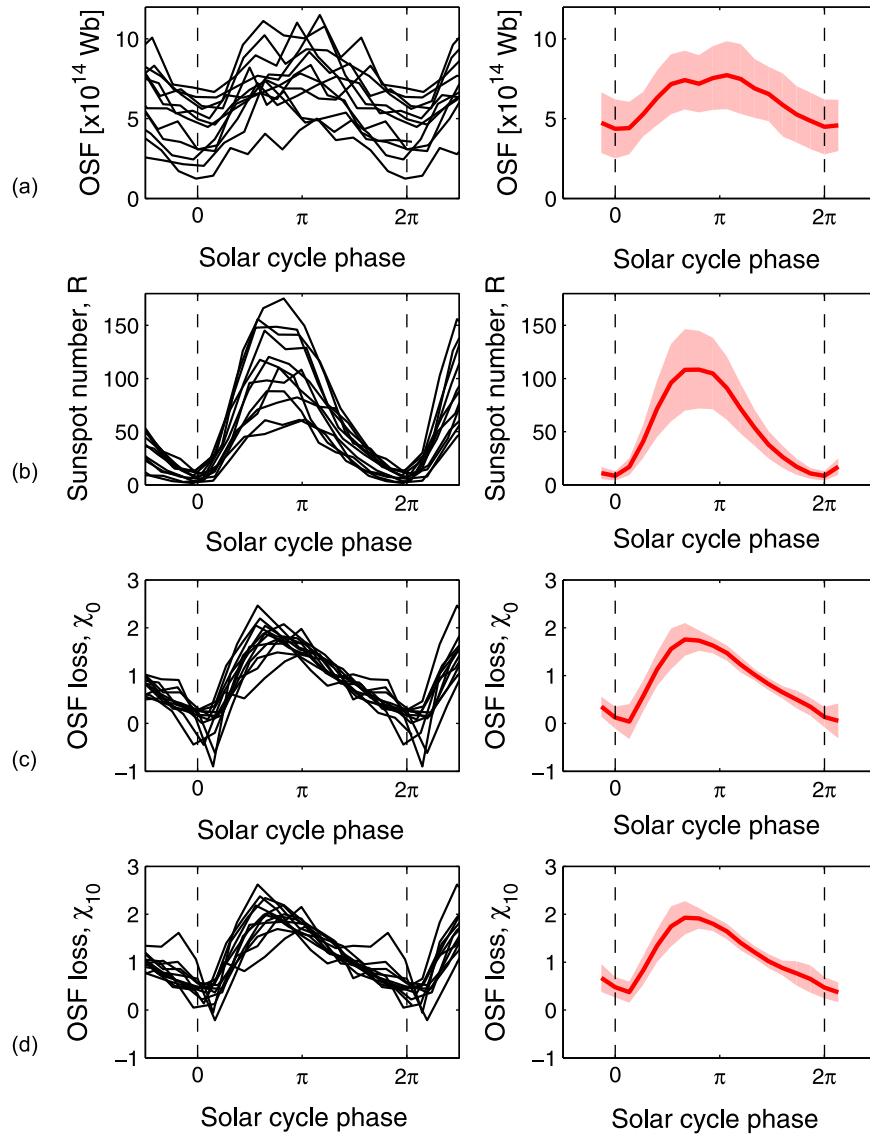 (a)
OSF [x10^14 Wb]
10
5
0
0
π
2π
Solar cycle phase
OSF [x10^14 Wb]
10
5
0
0
π
2π
Solar cycle phase
(b)
Sunspot number, R
150
100
50
0
0
π
2π
Solar cycle phase
Sunspot number, R
150
100
50
0
0
π
2π
Solar cycle phase
(c)
OSF loss, χ0
3
2
1
0
−1
0
π
2π
Solar cycle phase
OSF loss, χ0
3
2
1
0
−1
0
π
2π
Solar cycle phase
(d)
OSF loss, χ10
3
2
1
0
−1
0
π
2π
Solar cycle phase
OSF loss, χ10
3
2
1
0
−1
0
π
2π
Solar cycle phase